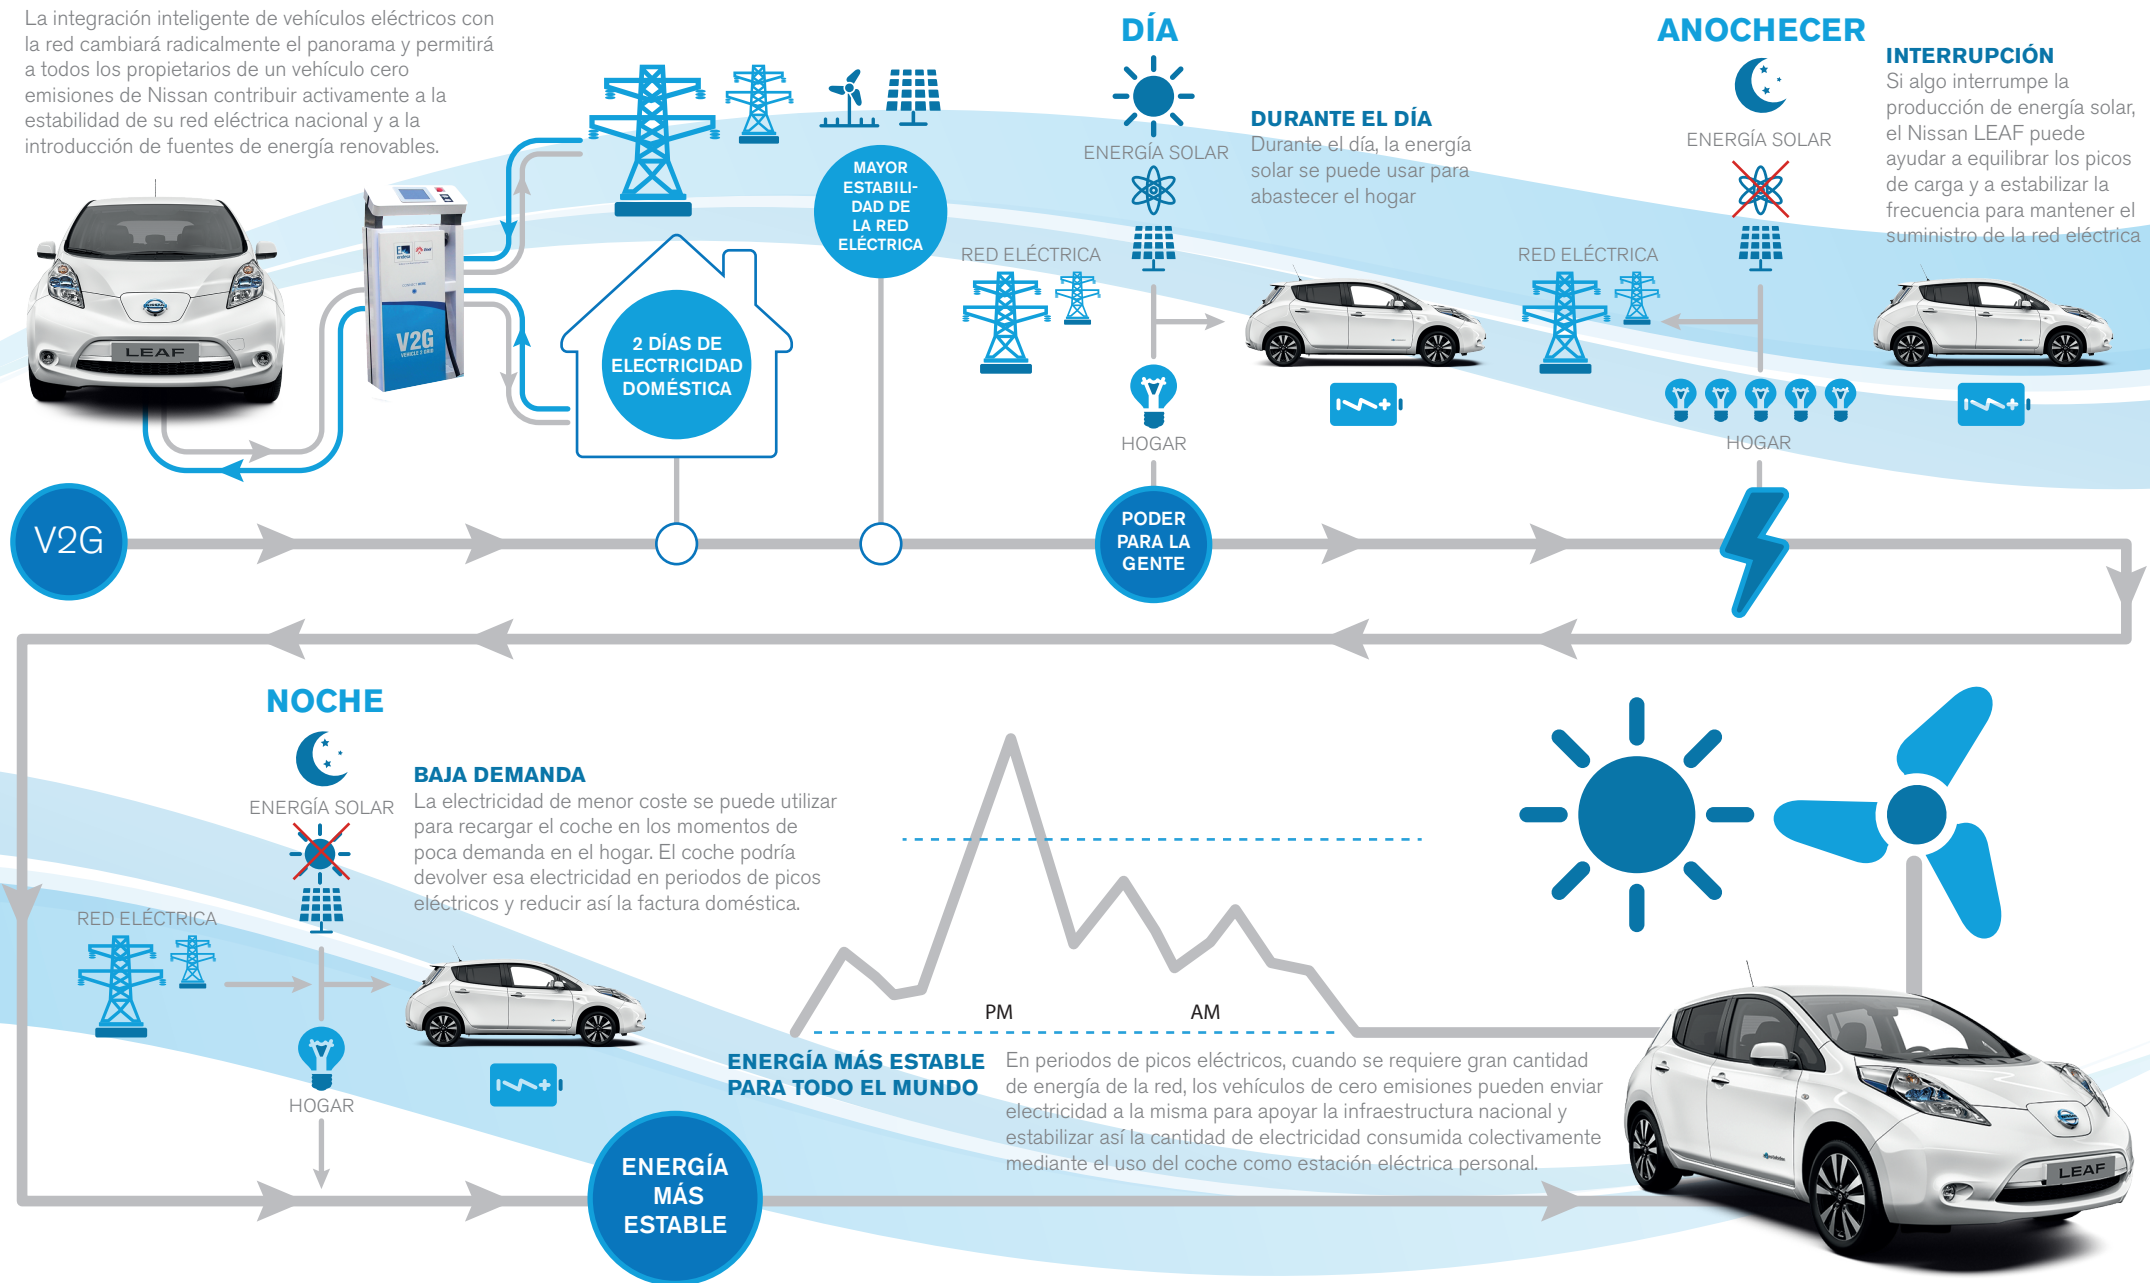 La integración inteligente de vehículos eléctricos con
la red cambiará radicalmente el panorama y permitirá
a todos los propietarios de un vehículo cero
emisiones de Nissan contribuir activamente a la
estabilidad de su red eléctrica nacional y a la
introducción de fuentes de energía renovables.
LEAF
V2G
VEHICLE 2 GRID
2 DÍAS DE
ELECTRICIDAD
DOMÉSTICA
MAYOR
ESTABILI-
DAD DE
LA RED
ELÉCTRICA
DÍA
ENERGÍA SOLAR
RED ELÉCTRICA
HOGAR
DURANTE EL DÍA
Durante el día, la energía
solar se puede usar para
abastecer el hogar
ANOCHECER
ENERGÍA SOLAR
RED ELÉCTRICA
HOGAR
INTERRUPCIÓN
Si algo interrumpe la
producción de energía solar,
el Nissan LEAF puede
ayudar a equilibrar los picos
de carga y a estabilizar la
frecuencia para mantener el
suministro de la red eléctrica
V2G
PODER
PARA LA
GENTE
NOCHE
ENERGÍA SOLAR
RED ELÉCTRICA
HOGAR
BAJA DEMANDA
La electricidad de menor coste se puede utilizar
para recargar el coche en los momentos de
poca demanda en el hogar. El coche podría
devolver esa electricidad en periodos de picos
eléctricos y reducir así la factura doméstica.
PM
AM
ENERGÍA MÁS ESTABLE
PARA TODO EL MUNDO
En periodos de picos eléctricos, cuando se requiere gran cantidad
de energía de la red, los vehículos de cero emisiones pueden enviar
electricidad a la misma para apoyar la infraestructura nacional y
estabilizar así la cantidad de electricidad consumida colectivamente
mediante el uso del coche como estación eléctrica personal.
ENERGÍA
MÁS
ESTABLE
LEAF